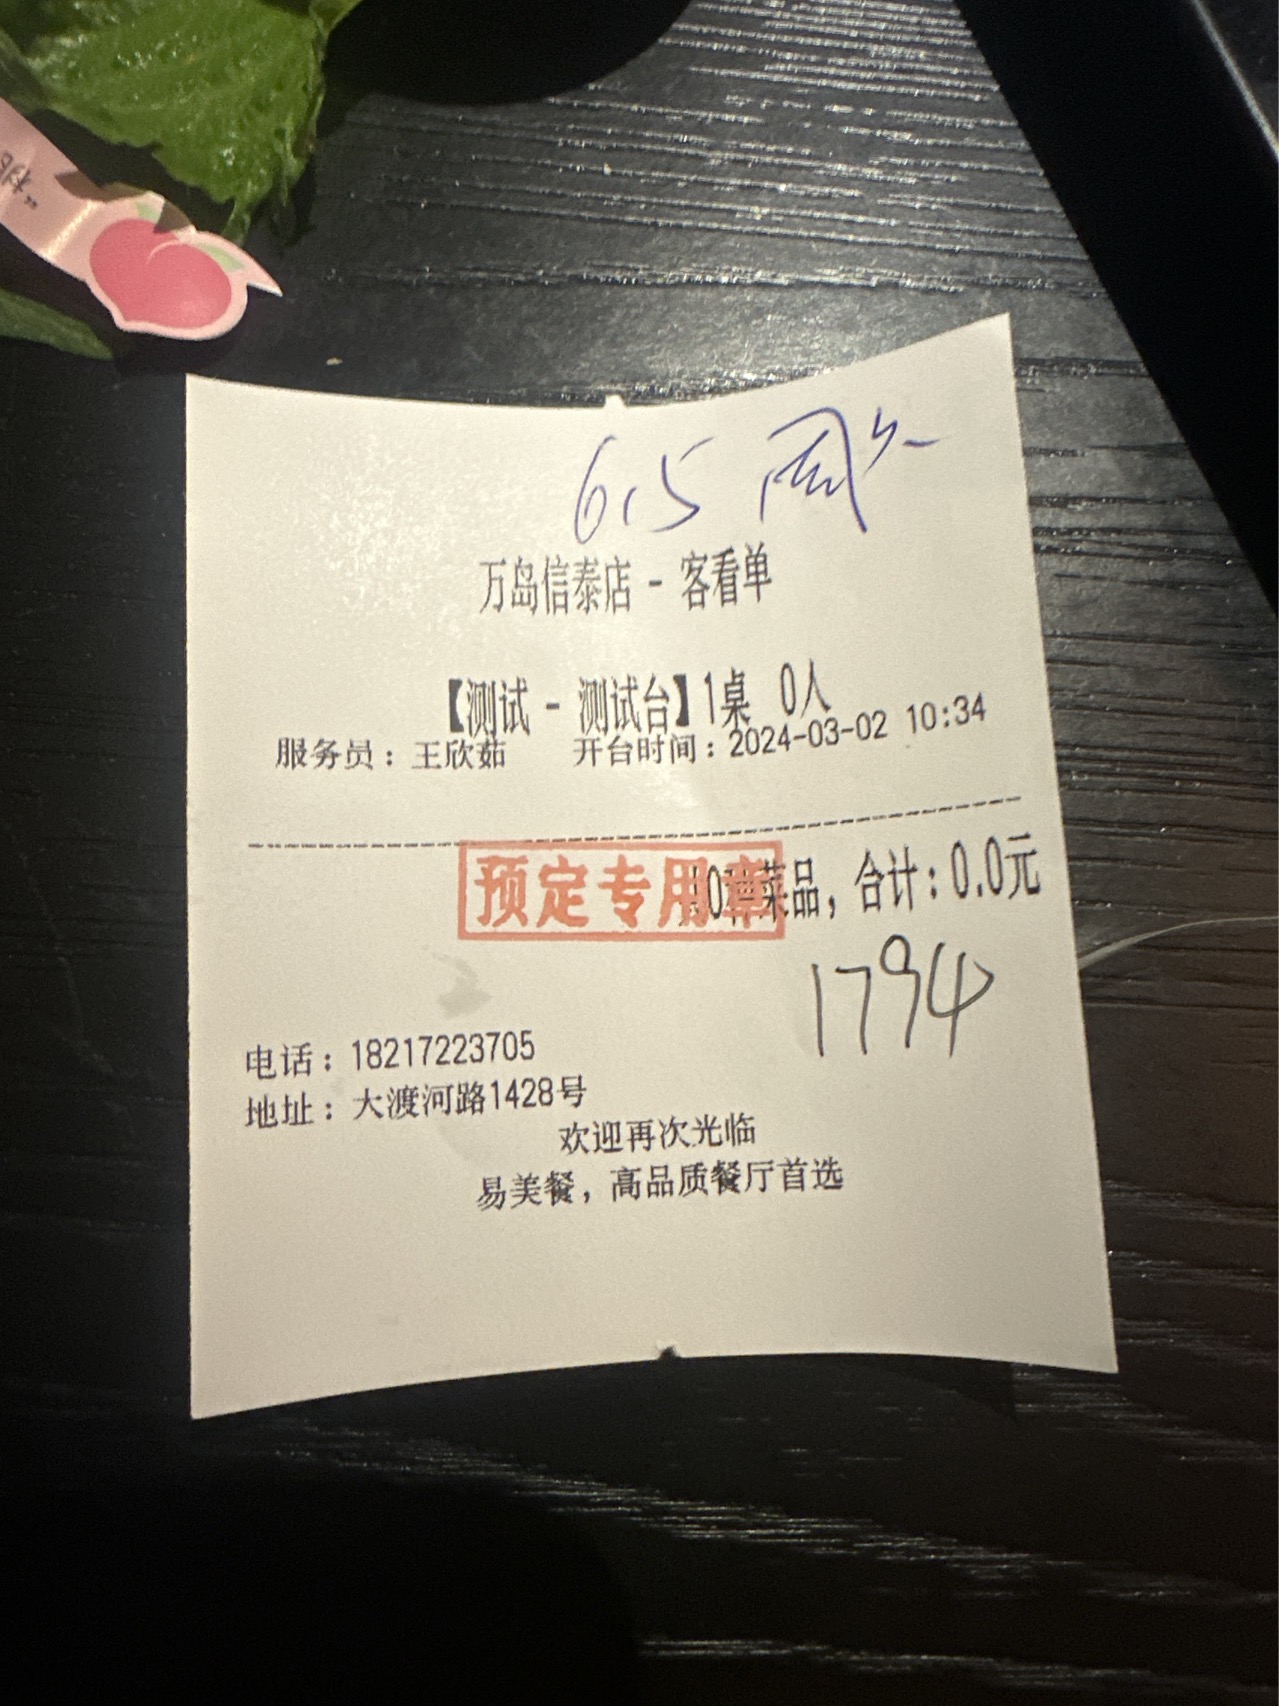 “桃
6.15 周六
万岛信泰店 - 客看单
【测试 - 测试台】1桌 0人
服务员：王欣茹 开台时间：2024-03-02 10:34
预定专用章
菜品，合计：0.0元
1794
电话：18217223705
地址：大渡河路1428号
欢迎再次光临
易美餐，高品质餐厅首选